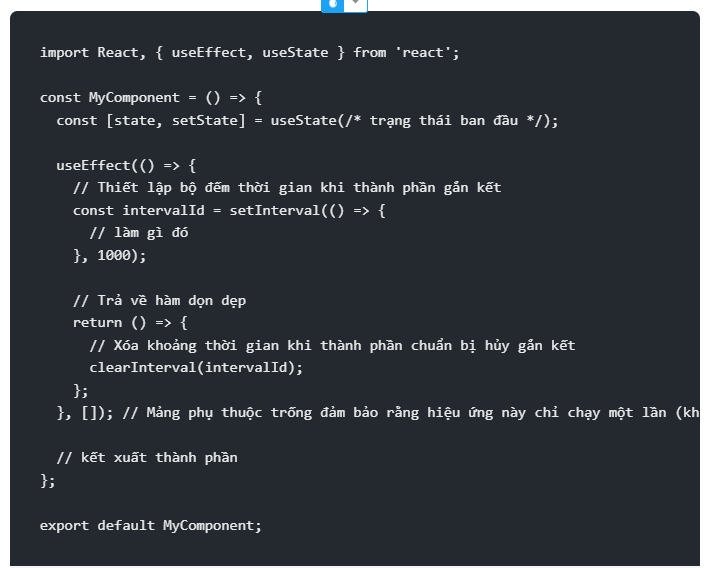 import React, { useEffect, useState } from 'react';
const MyComponent = () => {
const [state, setState] = useState(/* trạng thái ban đầu */);
useEffect(() => {
// Thiết lập bộ đếm thời gian khi thành phần gắn kết
const intervalId = setInterval(() => {
// làm gì đó
}, 1000);
// Trả về hàm dọn dẹp
return () => {
// Xóa khoảng thời gian khi thành phần chuẩn bị hủy gắn kết
clearInterval(intervalId);
};
}, []); // Mảng phụ thuộc trống đảm bảo rằng hiệu ứng này chỉ chạy một lần (kh
// kết xuất thành phần
};
export default MyComponent;